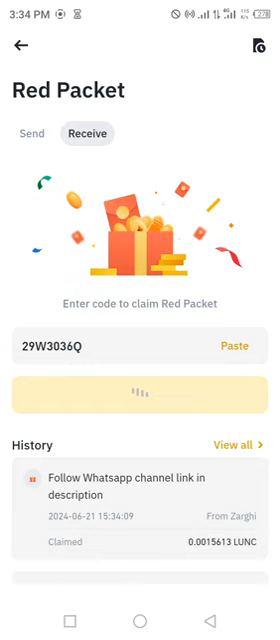 3:34 PM
Red Packet
Send
Receive
Enter code to claim Red Packet
29W3036Q
Paste
History
View all
Follow Whatsapp channel link in
description
2024-06-21 15:34:09
From Zarghi
Claimed
0.0015613 LUNC